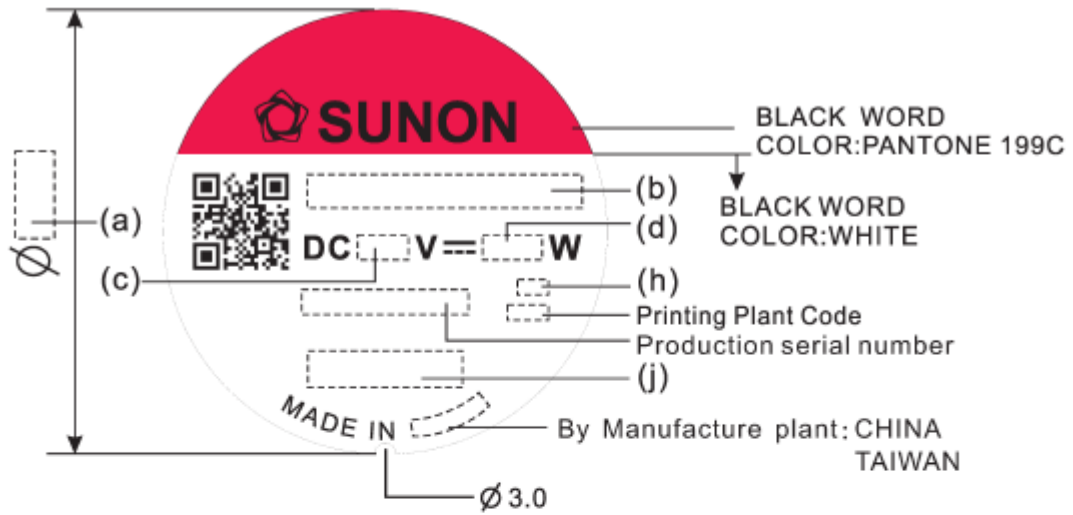 SUNON
BLACK WORD
COLOR:PANTONE 199C
(a)
(b)
BLACK WORD
COLOR:WHITE
(d)
DC V⎓ W
(c)
(h)
Printing Plant Code
Production serial number
(j)
MADE IN
By Manufacture plant: CHINA
TAIWAN
Ø
Ø 3.0